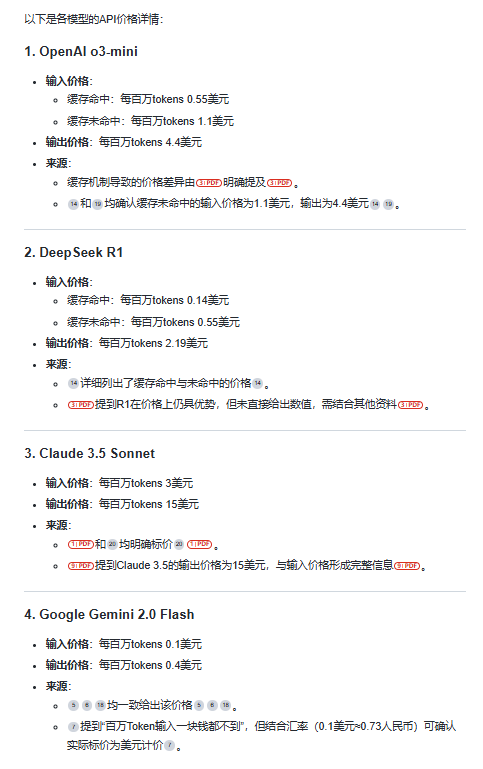 以下是各模型的API价格详情：
1. OpenAI o3-mini
• 输入价格：
○ 缓存命中：每百万tokens 0.55美元
○ 缓存未命中：每百万tokens 1.1美元
• 输出价格：每百万tokens 4.4美元
• 来源：
○ 缓存机制导致的价格差异由 3 | PDF 明确提及 3 | PDF 。
○ 14 和 19 均确认缓存未命中的输入价格为1.1美元，输出为4.4美元 14 19 。
2. DeepSeek R1
• 输入价格：
○ 缓存命中：每百万tokens 0.14美元
○ 缓存未命中：每百万tokens 0.55美元
• 输出价格：每百万tokens 2.19美元
• 来源：
○ 14 详细列出了缓存命中与未命中的价格 14 。
○ 3 | PDF 提到R1在价格上仍具优势，但未直接给出数值，需结合其他资料 3 | PDF 。
3. Claude 3.5 Sonnet
• 输入价格：每百万tokens 3美元
• 输出价格：每百万tokens 15美元
• 来源：
○ 1 | PDF 和 20 均明确标价 20 1 | PDF 。
○ 9 | PDF 提到Claude 3.5的输出价格为15美元，与输入价格形成完整信息 9 | PDF 。
4. Google Gemini 2.0 Flash
• 输入价格：每百万tokens 0.1美元
• 输出价格：每百万tokens 0.4美元
• 来源：
○ 5 6 18 均一致给出该价格 5 6 18 。
○ 7 提到“百万Token输入一块钱都不到”，但结合汇率（0.1美元≈0.73人民币）可确认
实际标价为美元计价 7 。